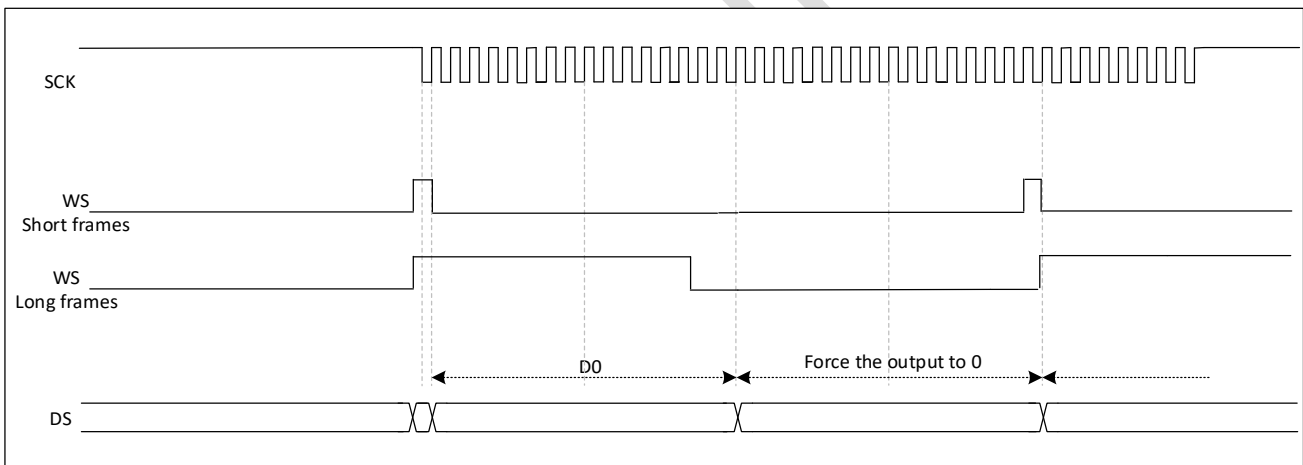 SCK
WS
Short frames
WS
Long frames
D0
Force the output to 0
DS